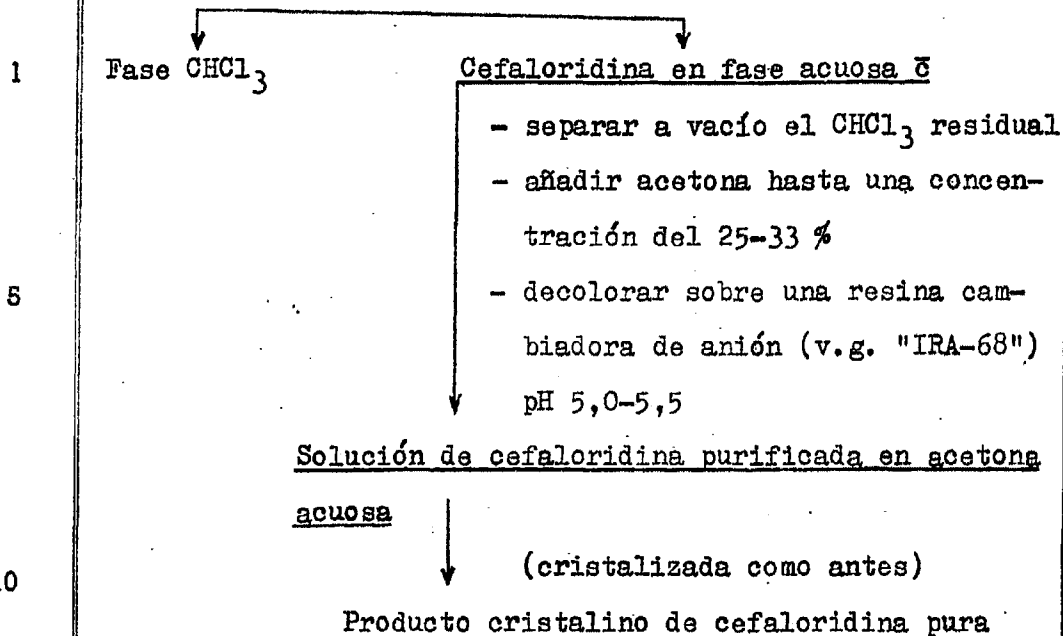 1 Fase CHCl3 Cefaloridina en fase acuosa c̄
- separar a vacío el CHCl3 residual
- añadir acetona hasta una concen-
tración del 25-33 %
5 - decolorar sobre una resina cam-
biadora de anión (v.g. "IRA-68")
pH 5,0-5,5
Solución de cefaloridina purificada en acetona
acuosa
(cristalizada como antes)
Producto cristalino de cefaloridina pura